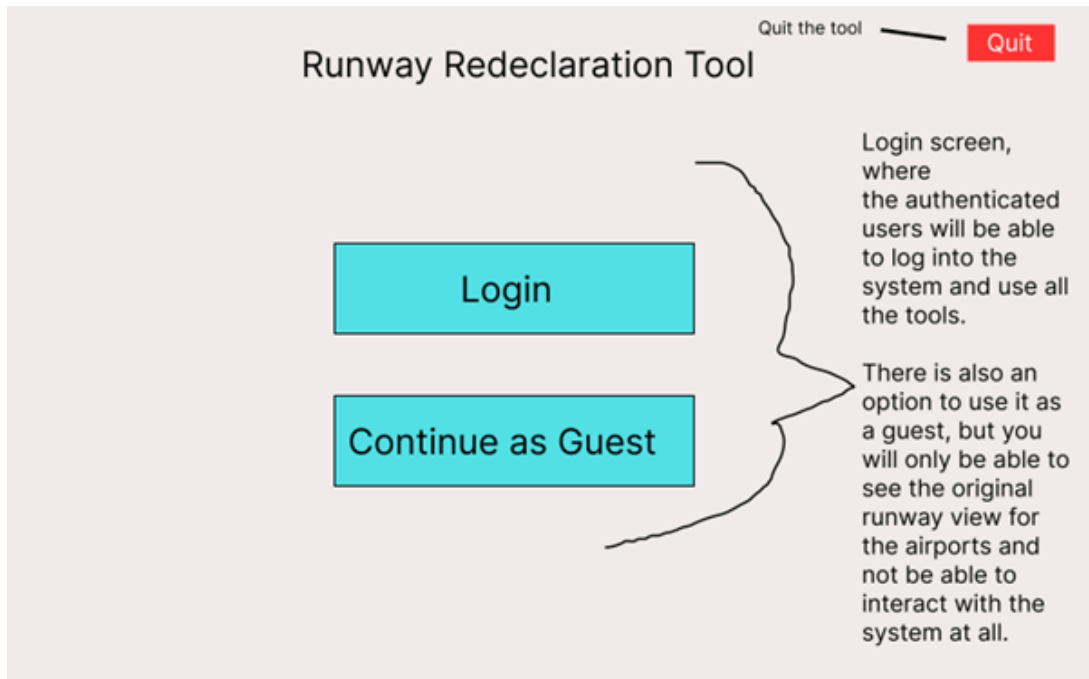 Quit the tool
Quit
Runway Redeclaration Tool
Login
Continue as Guest
Login screen,
where
the authenticated
users will be able
to log into the
system and use all
the tools.
There is also an
option to use it as
a guest, but you
will only be able to
see the original
runway view for
the airports and
not be able to
interact with the
system at all.